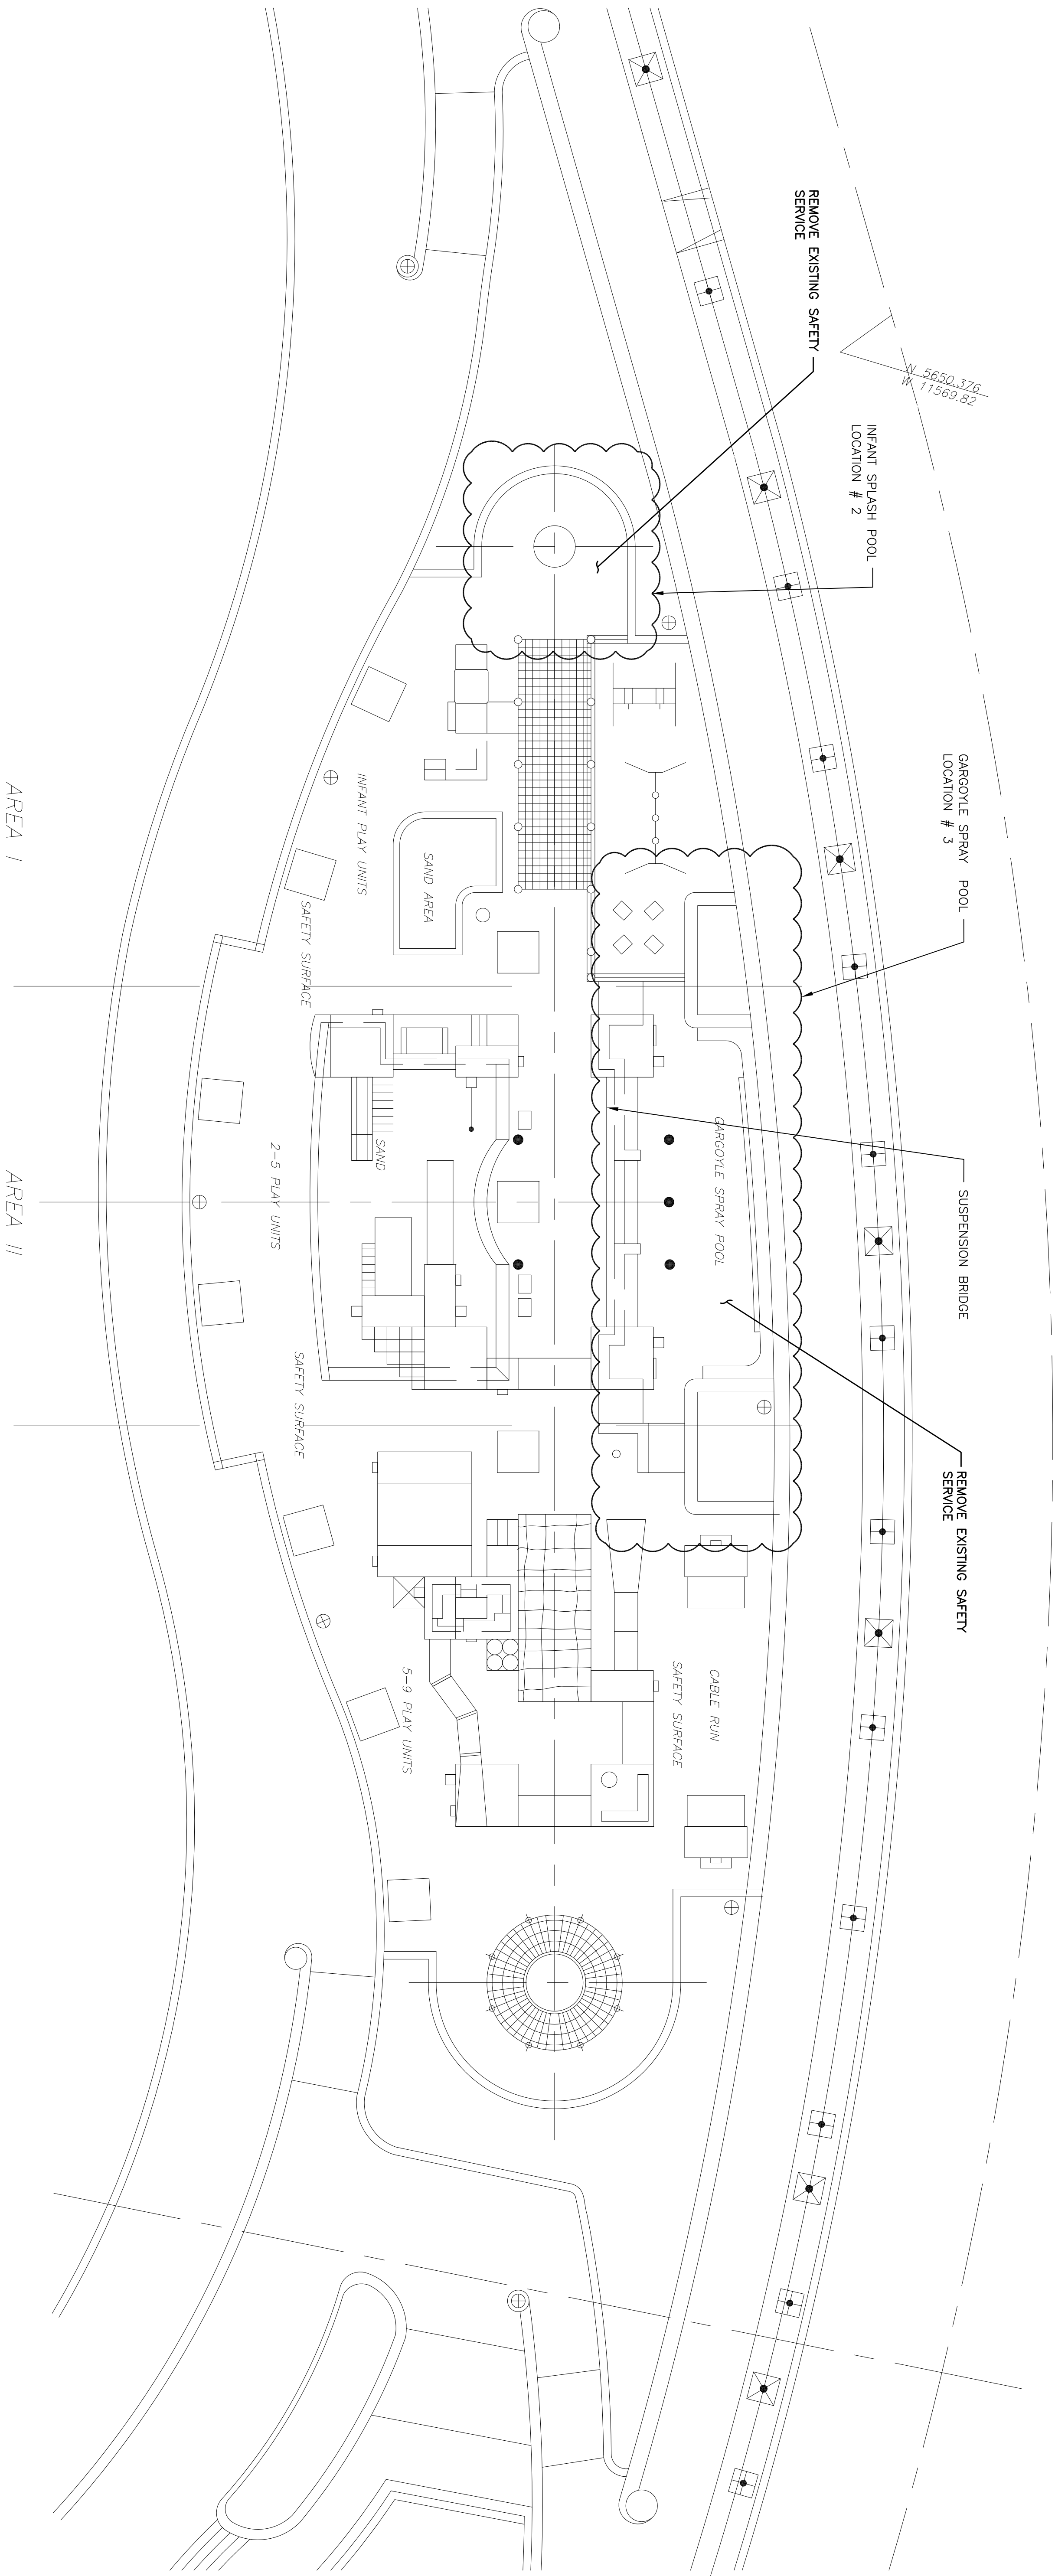 REMOVE EXISTING SAFETY
SERVICE
N 5650.376
W 11569.82
INFANT SPLASH POOL
LOCATION # 2
GARGOYLE SPRAY POOL
LOCATION # 3
SUSPENSION BRIDGE
REMOVE EXISTING SAFETY
SERVICE
GARGOYLE SPRAY POOL
CABLE RUN
SAFETY SURFACE
SAND AREA
INFANT PLAY UNITS
SAFETY SURFACE
SAND
2-5 PLAY UNITS
SAFETY SURFACE
5-9 PLAY UNITS
AREA I
AREA II